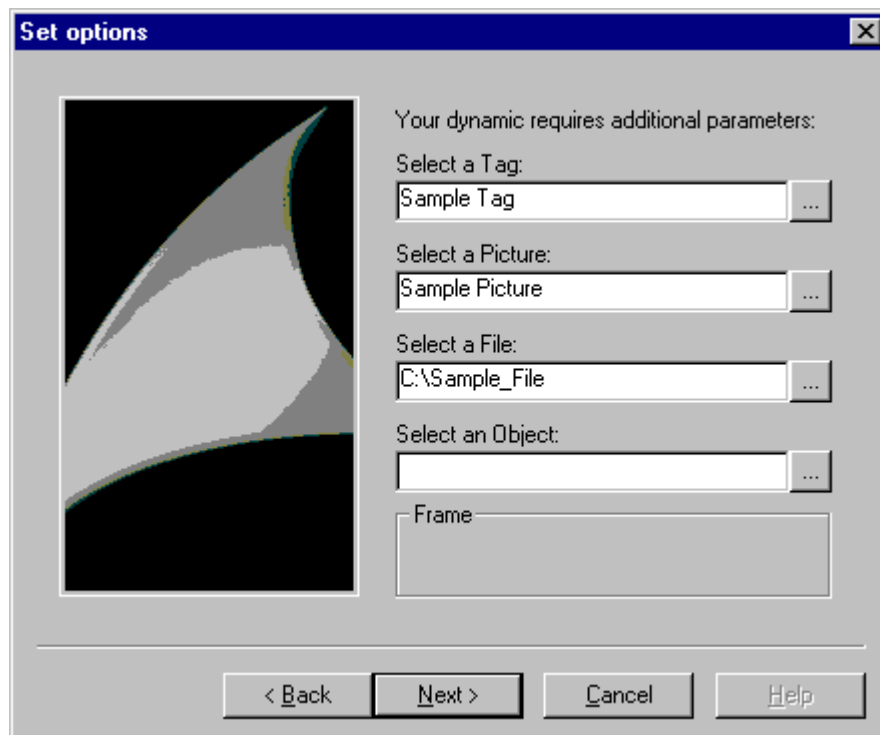 Set options
Your dynamic requires additional parameters:
Select a Tag:
Sample Tag
...
Select a Picture:
Sample Picture
...
Select a File:
C:\Sample_File
...
Select an Object:
...
Frame
< Back Next > Cancel Help